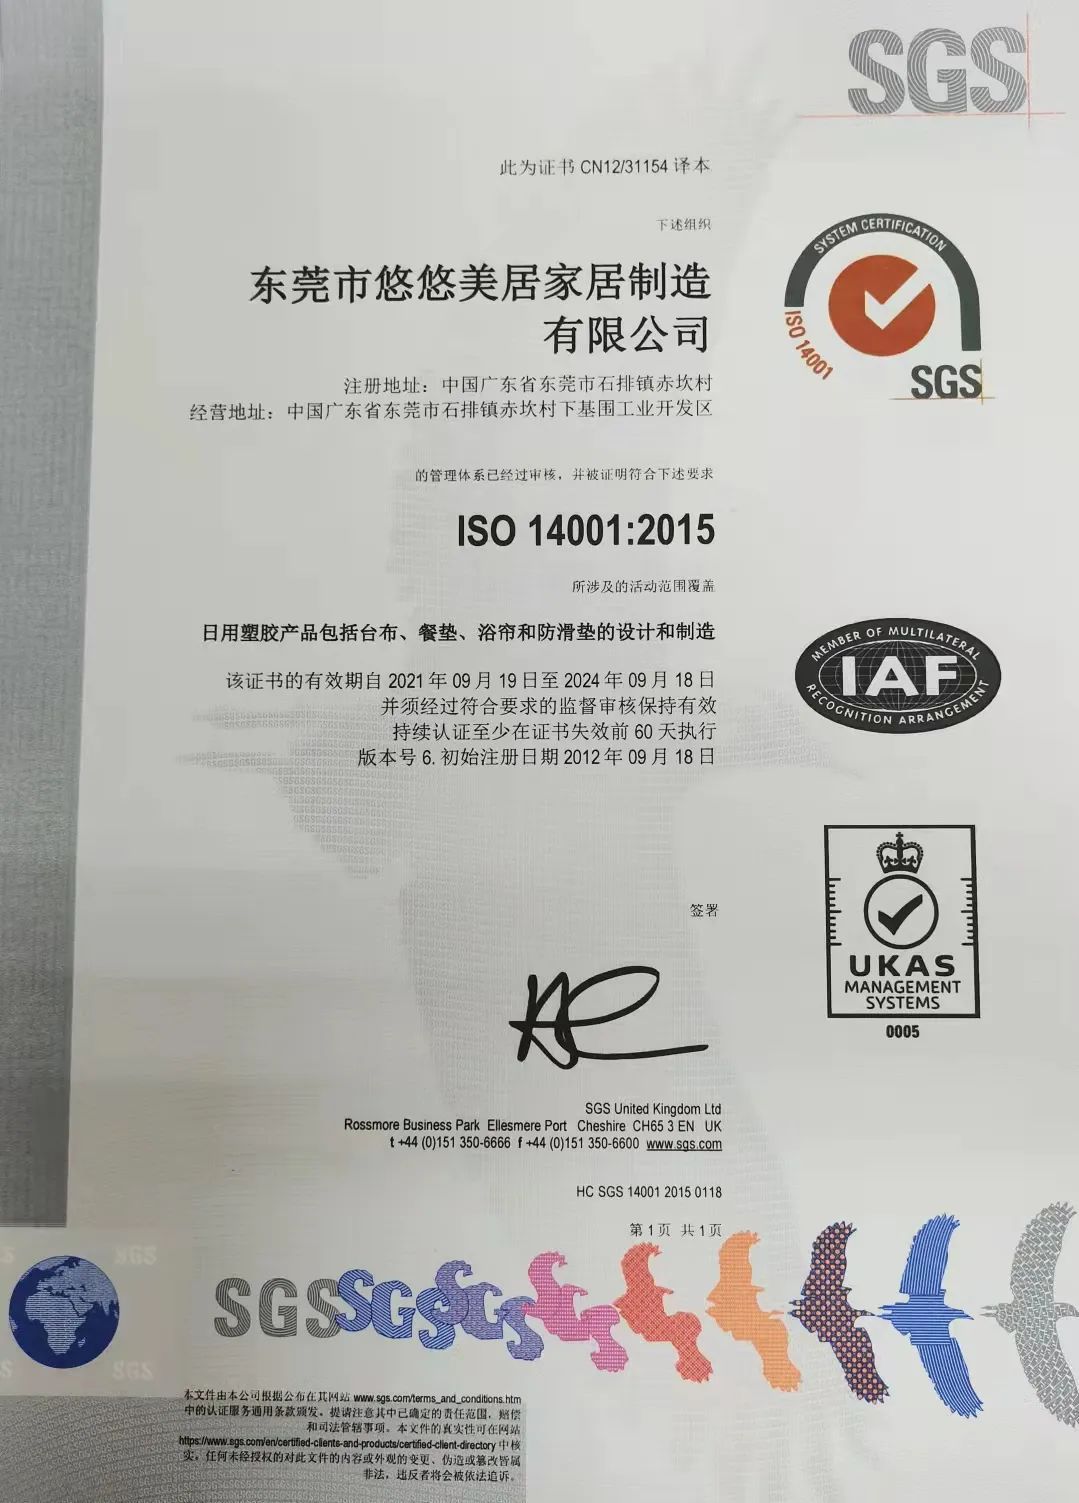 SGS
此为证书 CN12/31154 译本
下述组织
东莞市悠悠美居家居制造
有限公司
注册地址：中国广东省东莞市石排镇赤坎村
经营地址：中国广东省东莞市石排镇赤坎村下基围工业开发区
的管理体系已经过审核，并被证明符合下述要求
ISO 14001:2015
所涉及的活动范围覆盖
日用塑胶产品包括台布、餐垫、浴帘和防滑垫的设计和制造
该证书的有效期自 2021 年 09 月 19 日至 2024 年 09 月 18 日
并须经过符合要求的监督审核保持有效
持续认证至少在证书失效前 60 天执行
版本号 6. 初始注册日期 2012 年 09 月 18 日
签署
SGS United Kingdom Ltd
Rossmore Business Park Ellesmere Port Cheshire CH65 3 EN UK
t +44 (0)151 350-6666 f +44 (0)151 350-6600 www.sgs.com
HC SGS 14001 2015 0118
第 1 页 共 1 页
SYSTEM CERTIFICATION
ISO 14001
SGS
MEMBER OF MULTILATERAL
IAF
RECOGNITION ARRANGEMENT
UKAS
MANAGEMENT
SYSTEMS
0005
SGS
SGS
SGS SGS SGS
本文件由本公司根据公布在其网站 www.sgs.com/terms_and_conditions.htm
中的认证服务通用条款颁发。提请注意其中已确定的责任范围，赔偿
和司法管辖事项。本文件的真实性可在网站
https://www.sgs.com/en/certified-clients-and-products/certified-client-directory 中核
实。任何未经授权的对此文件的内容或外观的变更、伪造或篡改皆属
非法，违反者将会被依法追诉。